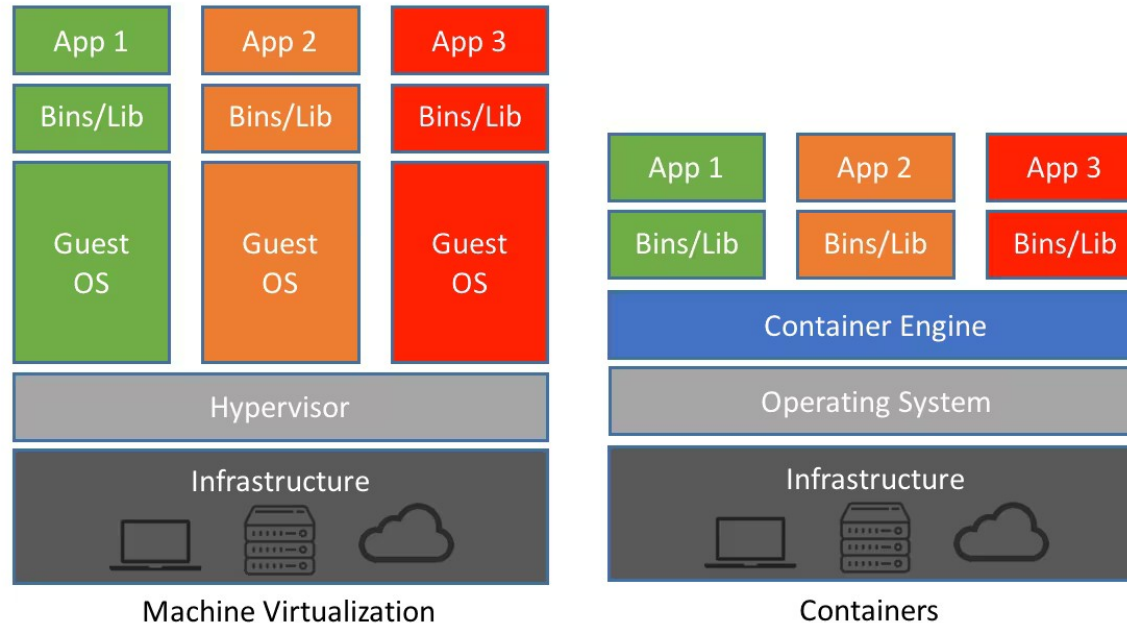 App 1
App 2
App 3
Bins/Lib
Bins/Lib
Bins/Lib
Guest
OS
Guest
OS
Guest
OS
Hypervisor
Infrastructure
Machine Virtualization
App 1
App 2
App 3
Bins/Lib
Bins/Lib
Bins/Lib
Container Engine
Operating System
Infrastructure
Containers